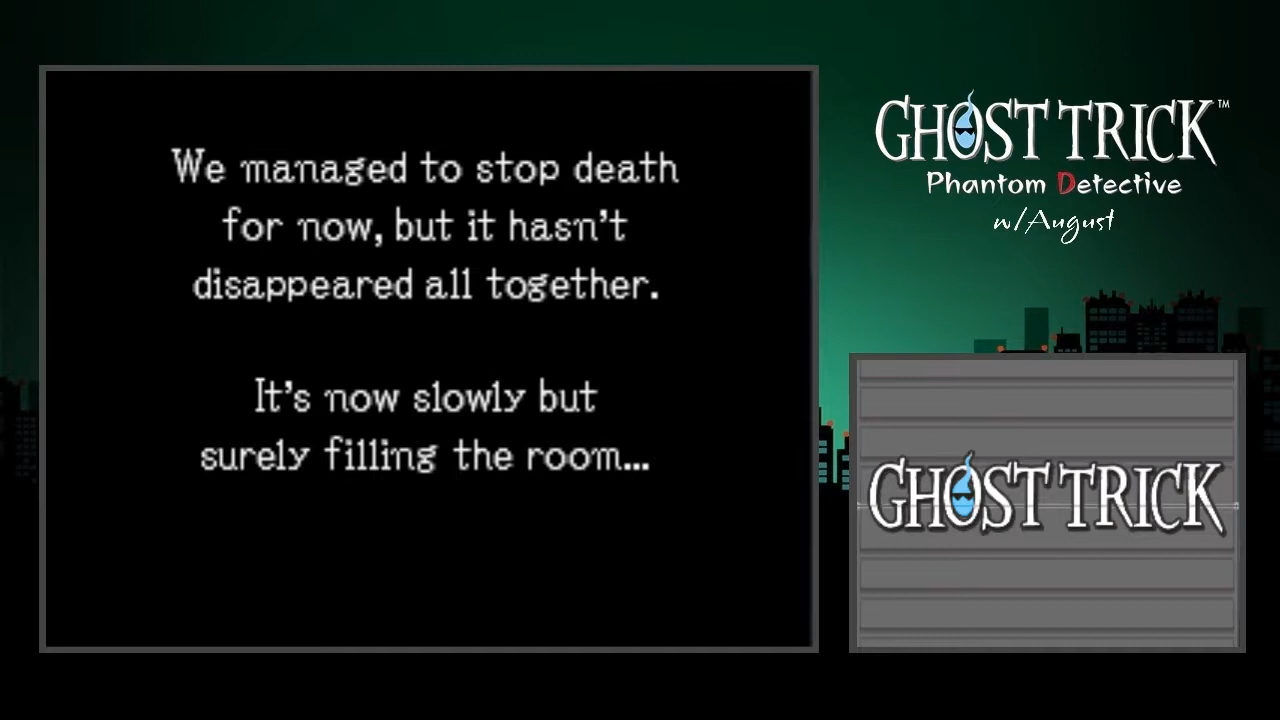 We managed to stop death
for now, but it hasn't
disappeared all together.
It's now slowly but
surely filling the room...
GHOST TRICK™
Phantom Detective
w/August
GHOST TRICK